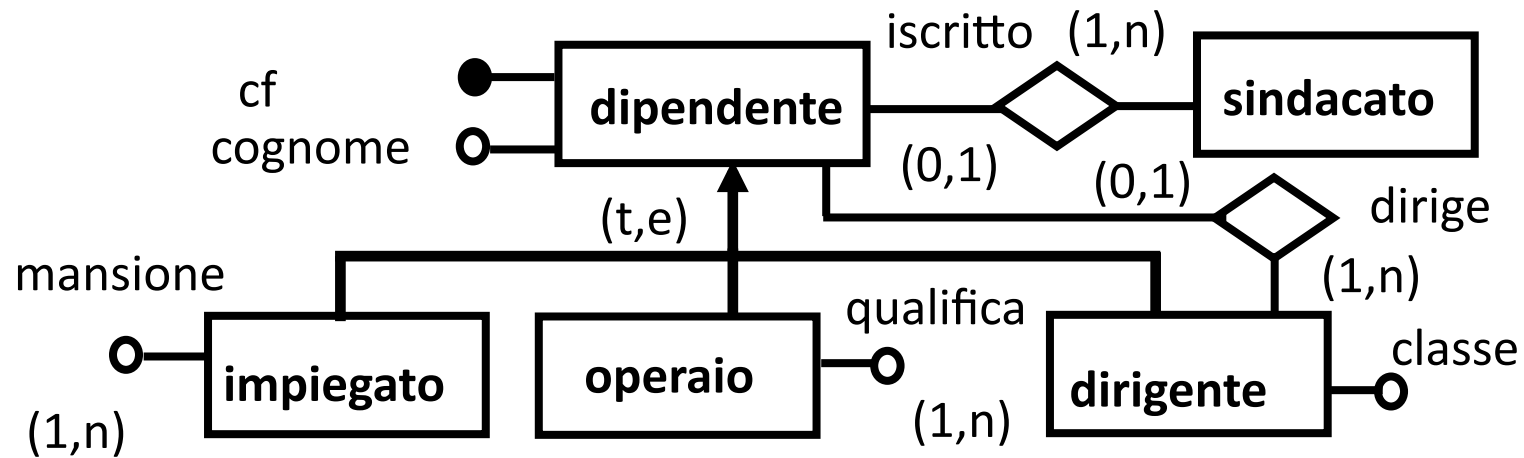 iscritto (1,n)
cf
dipendente
sindacato
cognome
(0,1)
(0,1)
dirige
(t,e)
mansione
(1,n)
qualifica
classe
impiegato
operaio
dirigente
(1,n)
(1,n)